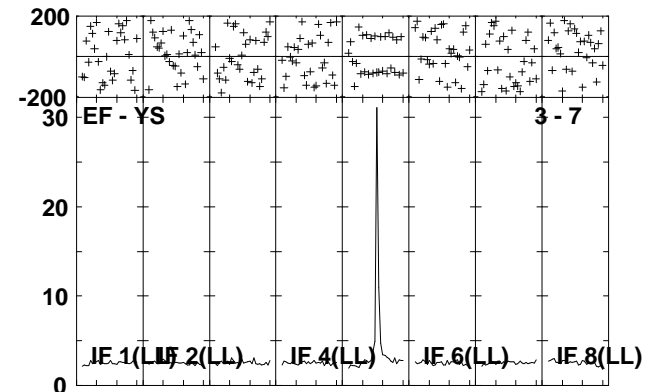 200
-200
30
EF - YS
3 - 7
20
10
IF 1(LL)
IF 2(LL)
IF 4(LL)
IF 6(LL)
IF 8(LL)
0